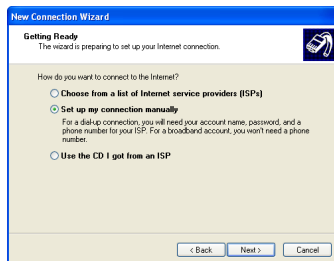 New Connection Wizard
Getting Ready
The wizard is preparing to set up your Internet connection.
How do you want to connect to the Internet?
Choose from a list of Internet service providers (ISPs)
Set up my connection manually
For a dial-up connection, you will need your account name, password, and a
phone number for your ISP. For a broadband account, you won't need a phone
number.
Use the CD I got from an ISP
< Back Next > Cancel